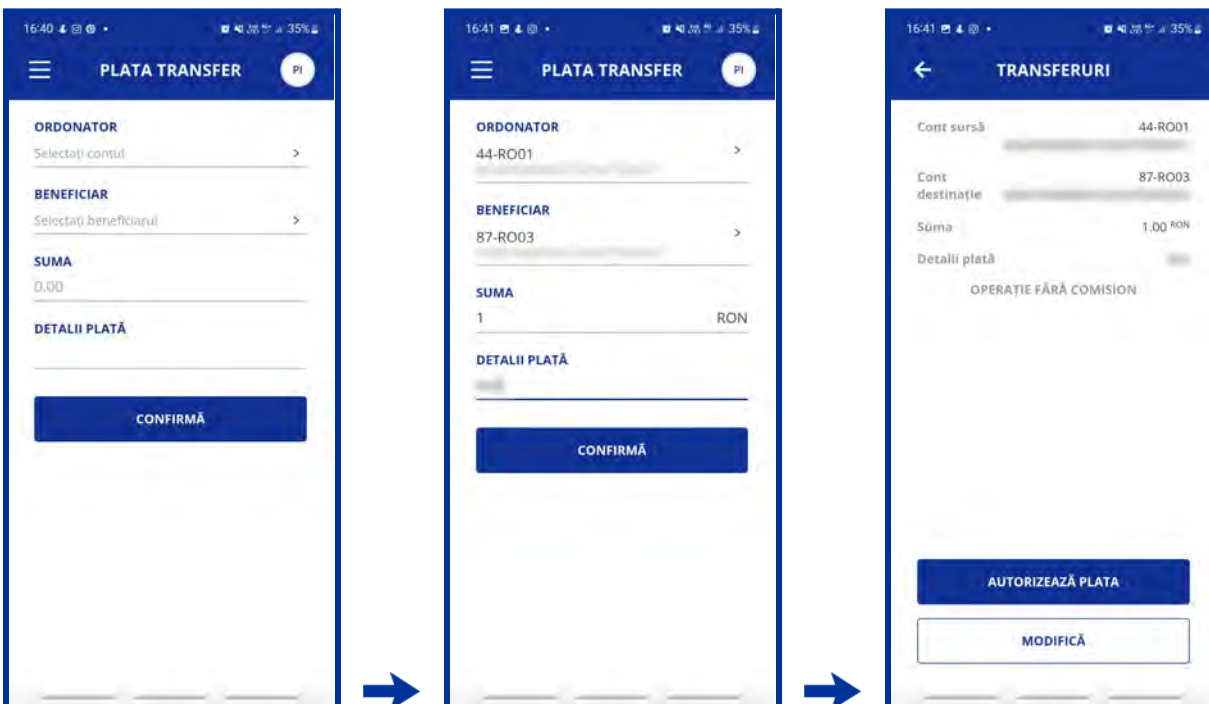 16:40
35%
PLATA TRANSFER
PI
ORDONATOR
Selectați contul
BENEFICIAR
Selectați beneficiarul
SUMA
0.00
DETALII PLATĂ
CONFIRMĂ
16:41
35%
PLATA TRANSFER
PI
ORDONATOR
44-RO01
BENEFICIAR
87-RO03
SUMA
1 RON
DETALII PLATĂ
CONFIRMĂ
16:41
35%
TRANSFERURI
Cont sursă 44-RO01
Cont 87-RO03
destinație
Suma 1.00 RON
Detalii plată
OPERAȚIE FĂRĂ COMISION
AUTORIZEAZĂ PLATA
MODIFICĂ